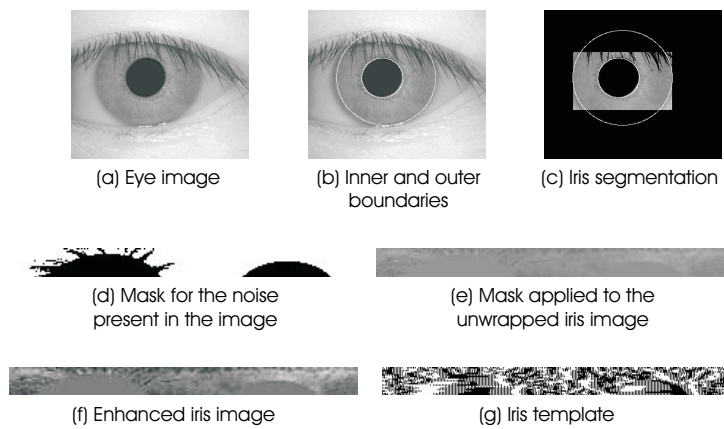 (a) Eye image
(b) Inner and outer
boundaries
(c) Iris segmentation
(d) Mask for the noise
present in the image
(e) Mask applied to the
unwrapped iris image
(f) Enhanced iris image
(g) Iris template